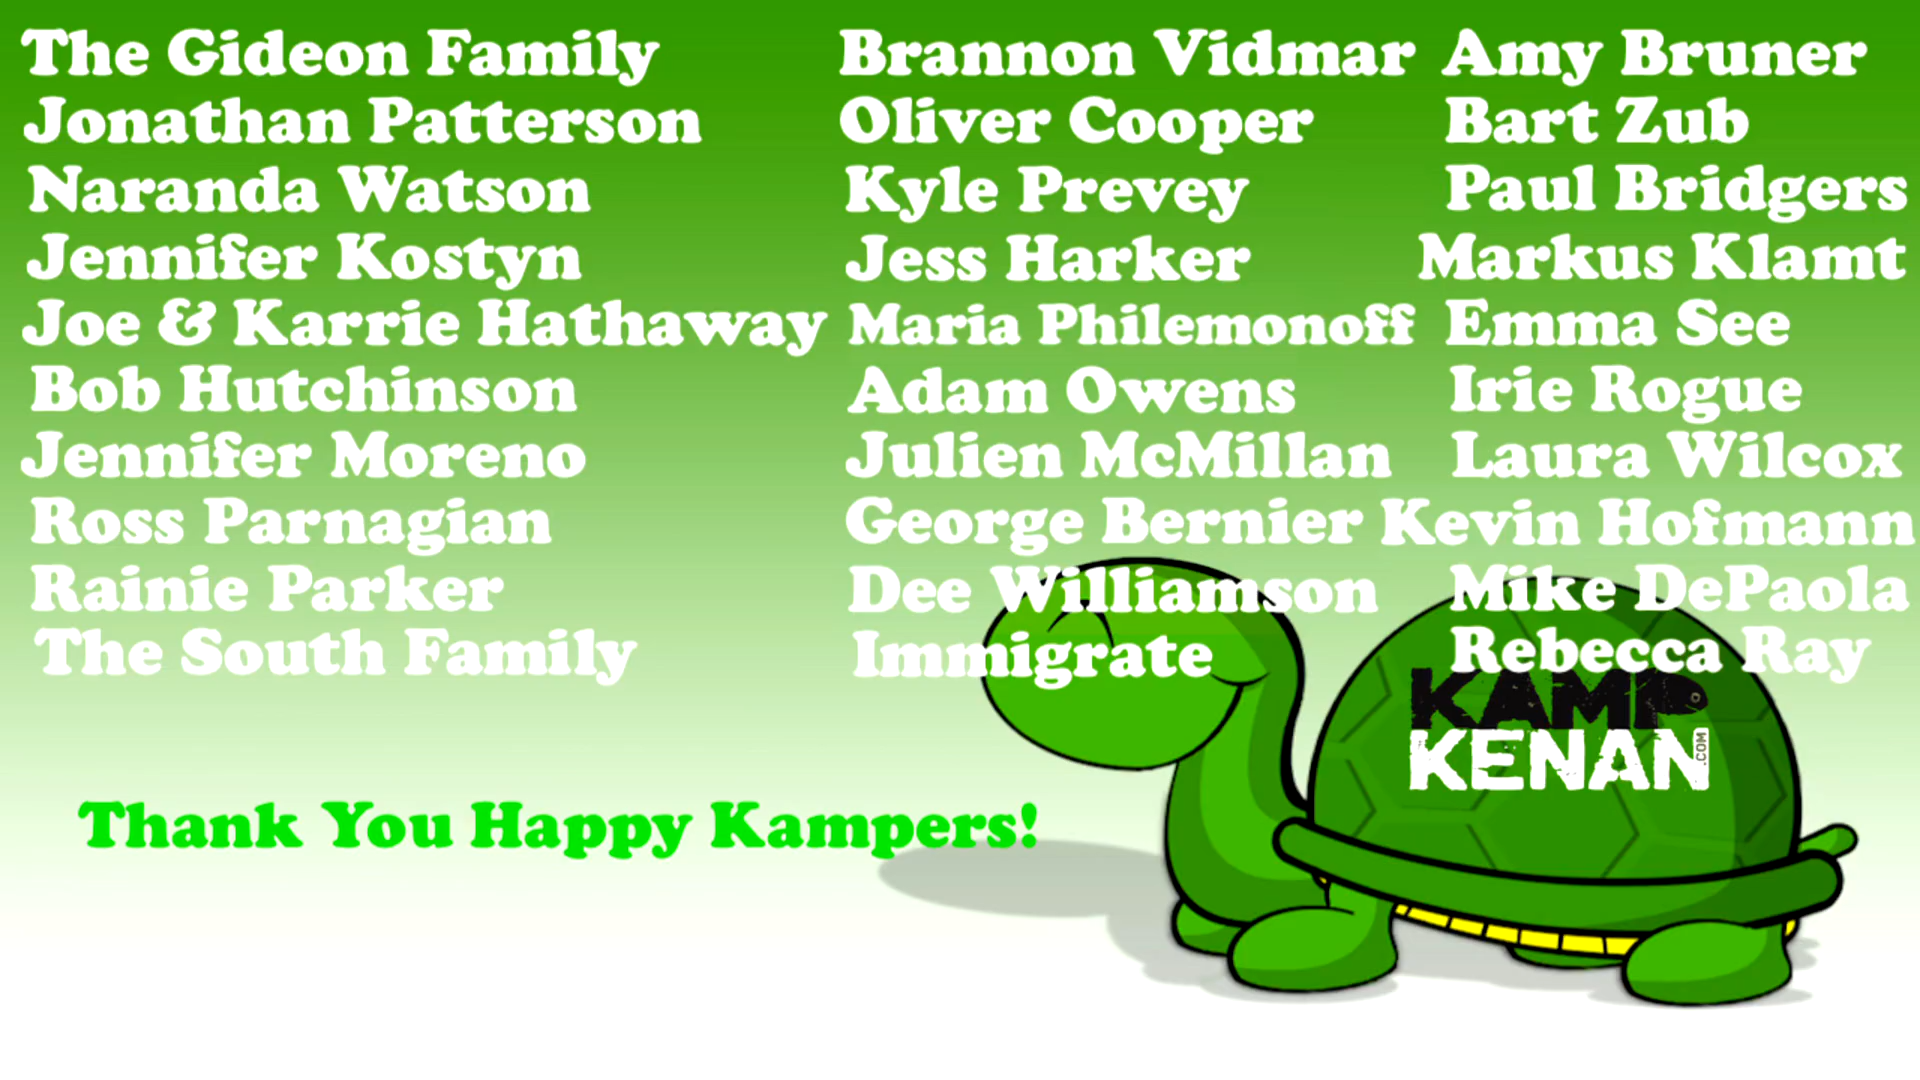 The Gideon Family
Jonathan Patterson
Naranda Watson
Jennifer Kostyn
Joe & Karrie Hathaway
Bob Hutchinson
Jennifer Moreno
Ross Parnagian
Rainie Parker
The South Family
Brannon Vidmar
Oliver Cooper
Kyle Prevey
Jess Harker
Maria Philemonoff
Adam Owens
Julien McMillan
George Bernier
Dee Williamson
Immigrate
Amy Bruner
Bart Zub
Paul Bridgers
Markus Klamt
Emma See
Irie Rogue
Laura Wilcox
Kevin Hofmann
Mike DePaola
Rebecca Ray
KAMP
KENAN
.COM
Thank You Happy Kampers!